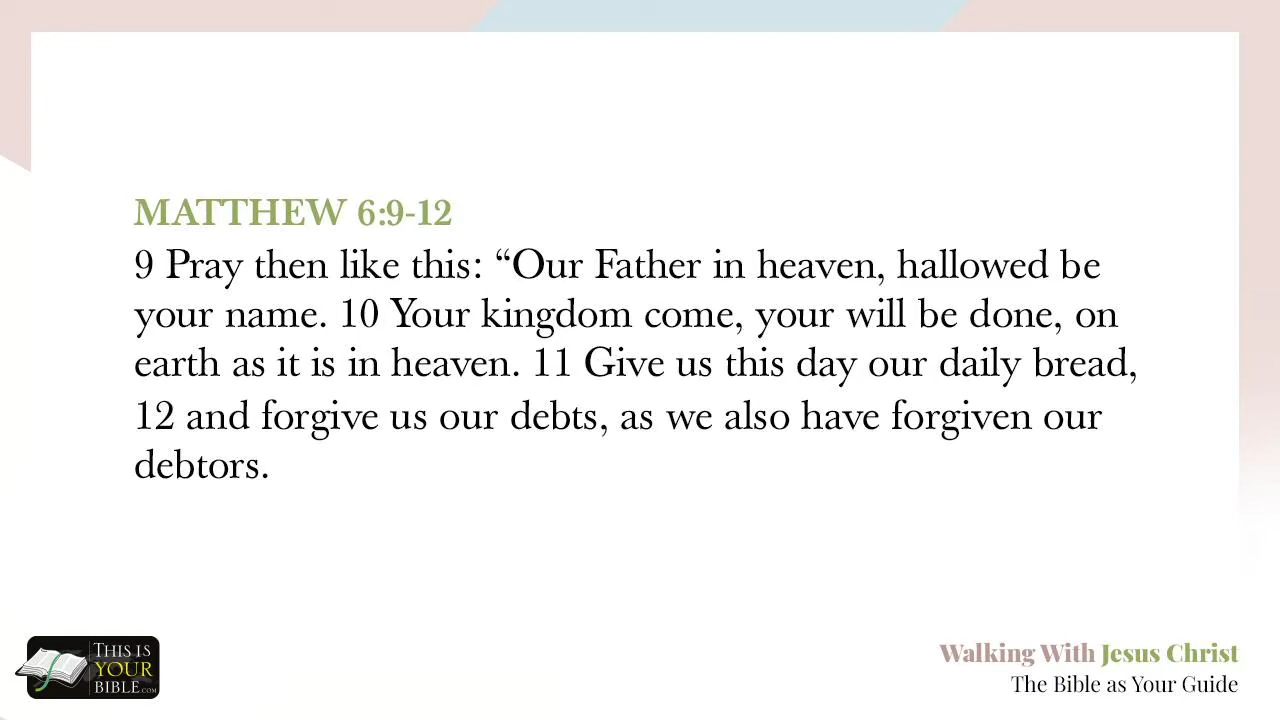 MATTHEW 6:9-12
9 Pray then like this: “Our Father in heaven, hallowed be
your name. 10 Your kingdom come, your will be done, on
earth as it is in heaven. 11 Give us this day our daily bread,
12 and forgive us our debts, as we also have forgiven our
debtors.
THIS IS
YOUR
BIBLE.COM
Walking With Jesus Christ
The Bible as Your Guide